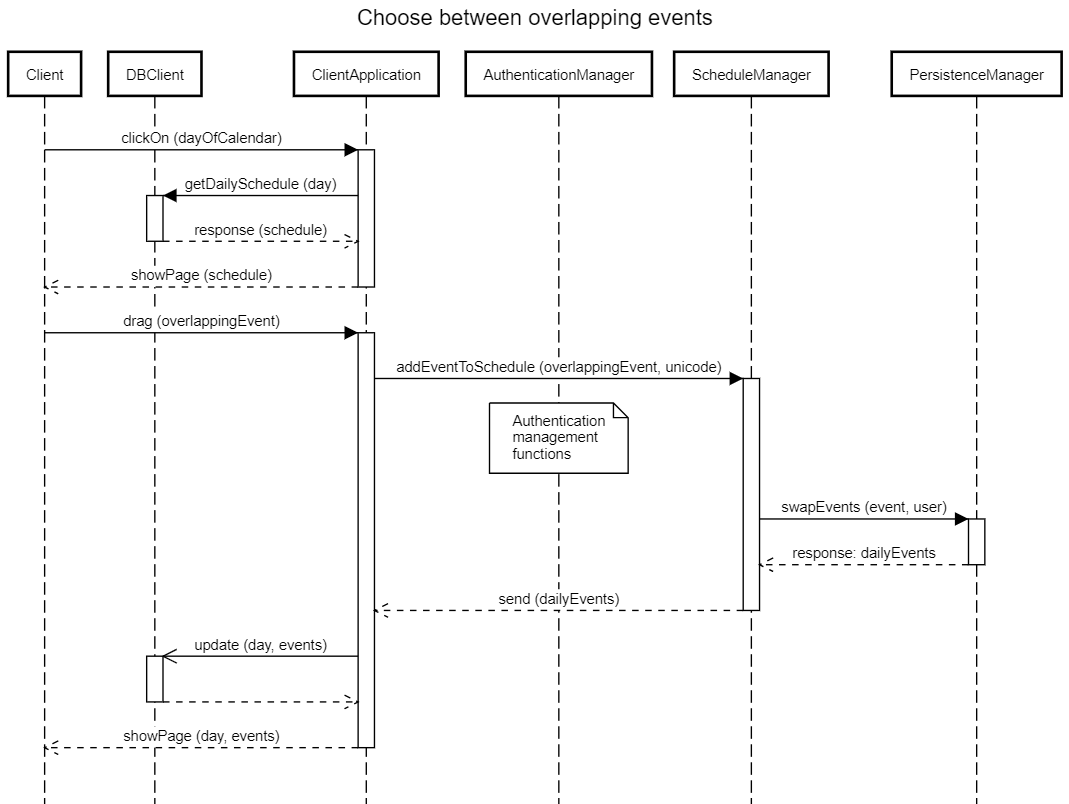 Choose between overlapping events
Client
DBClient
ClientApplication
AuthenticationManager
ScheduleManager
PersistenceManager
clickOn (dayOfCalendar)
getDailySchedule (day)
response (schedule)
showPage (schedule)
drag (overlappingEvent)
addEventToSchedule (overlappingEvent, unicode)
Authentication
management
functions
swapEvents (event, user)
response: dailyEvents
send (dailyEvents)
update (day, events)
showPage (day, events)